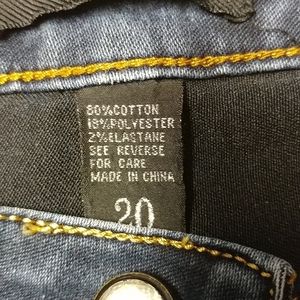 80%COTTON
18%POLYESTER
2%ELASTANE
SEE REVERSE
FOR CARE
MADE IN CHINA
20